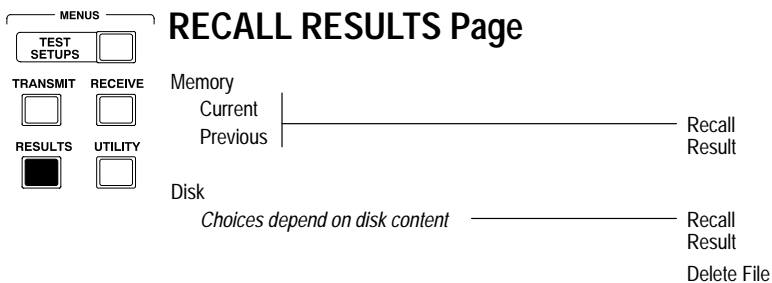 MENUS
TEST
SETUPS
TRANSMIT RECEIVE
RESULTS UTILITY
RECALL RESULTS Page
Memory
Current
Previous
Recall
Result
Disk
Choices depend on disk content
Recall
Result
Delete File